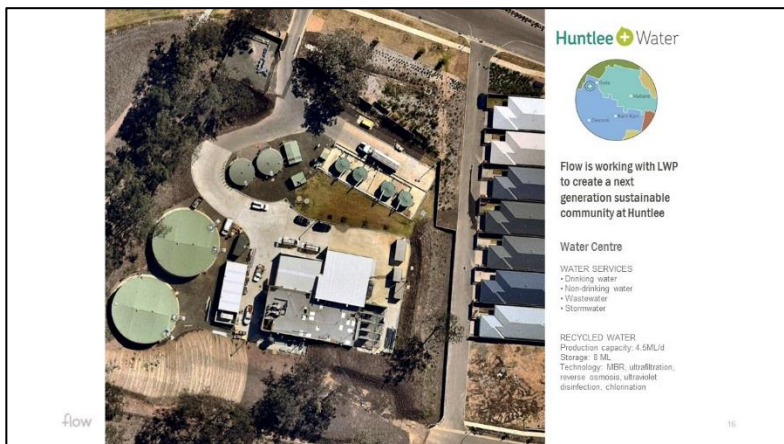 Huntlee Water
Flow is working with LWP
to create a next
generation sustainable
community at Huntlee
Water Centre
WATER SERVICES
• Drinking water
• Non-drinking water
• Wastewater
• Stormwater
RECYCLED WATER
Production capacity: 4.5ML/d
Storage: 8 ML
Technology: MBR, ultrafiltration,
reverse osmosis, ultraviolet
disinfection, chlorination
flow
16